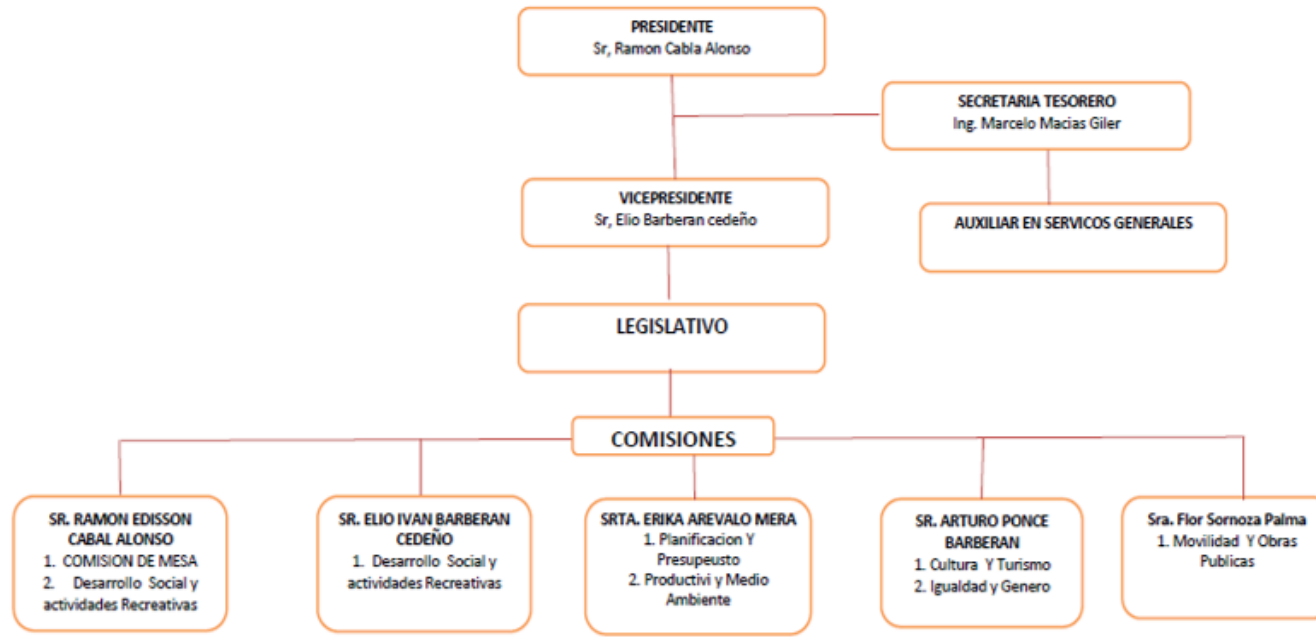 PRESIDENTE
Sr, Ramon Cabla Alonso
SECRETARIA TESORERO
Ing. Marcelo Macias Giler
VICEPRESIDENTE
Sr, Elio Barberan cedeño
AUXILIAR EN SERVICOS GENERALES
LEGISLATIVO
COMISIONES
SR. RAMON EDISSON
CABAL ALONSO
1. COMISION DE MESA
2. Desarrollo Social y
actividades Recreativas
SR. ELIO IVAN BARBERAN
CEDEÑO
1. Desarrollo Social y
actividades Recreativas
SRTA. ERIKA AREVALO MERA
1. Planificacion Y
Presupeusto
2. Productivi y Medio
Ambiente
SR. ARTURO PONCE
BARBERAN
1. Cultura Y Turismo
2. Igualdad y Genero
Sra. Flor Sornoza Palma
1. Movilidad Y Obras
Publicas